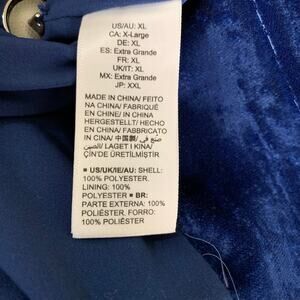 US/AU: XL
CA: X-Large
DE: XL
ES: Extra Grande
FR: XL
UK/IT: XL
MX: Extra Grande
JP: XXL
MADE IN CHINA/ FEITO
NA CHINA/ FABRIQUÉ
EN CHINE/ IN CHINA
HERGESTELLT/ HECHO
EN CHINA/ FABBRICATO
IN CINA/ 中国製/ صنع في
الصين/ LAGET I KINA/
ÇİN'DE ÜRETİLMİŞTİR
■ US/UK/IE/AU: SHELL:
100% POLYESTER.
LINING: 100%
POLYESTER ■ BR:
PARTE EXTERNA: 100%
POLIÉSTER. FORRO:
100% POLIÉSTER